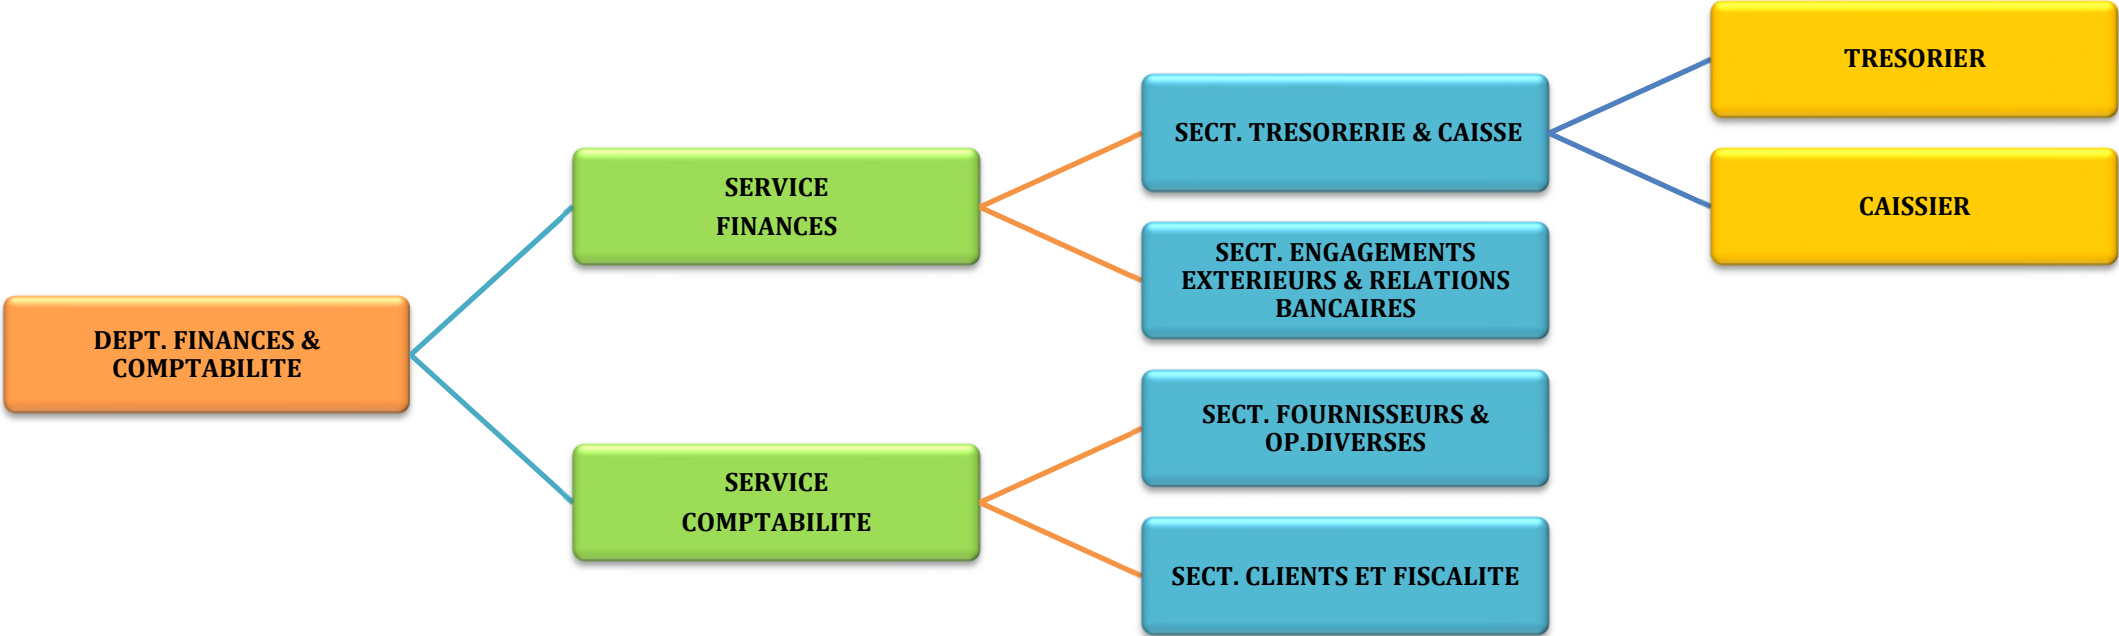 DEPT. FINANCES &
COMPTABILITE
SERVICE
FINANCES
SERVICE
COMPTABILITE
SECT. TRESORERIE & CAISSE
SECT. ENGAGEMENTS
EXTERIEURS & RELATIONS
BANCAIRES
SECT. FOURNISSEURS &
OP.DIVERSES
SECT. CLIENTS ET FISCALITE
TRESORIER
CAISSIER